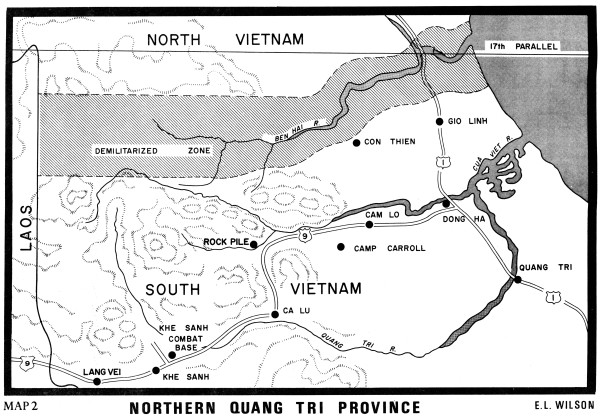 NORTH VIETNAM
17th PARALLEL
BEN HAI R.
GIO LINH
DEMILITARIZED ZONE
CON THIEN
1
CUA VIET R.
LAOS
CAM LO
DONG HA
ROCK PILE
9
CAMP CARROLL
QUANG TRI
SOUTH VIETNAM
1
CA LU
KHE SANH
COMBAT
BASE
QUANG TRI R.
9
LANG VEI
KHE SANH
MAP 2
NORTHERN QUANG TRI PROVINCE
E.L. WILSON